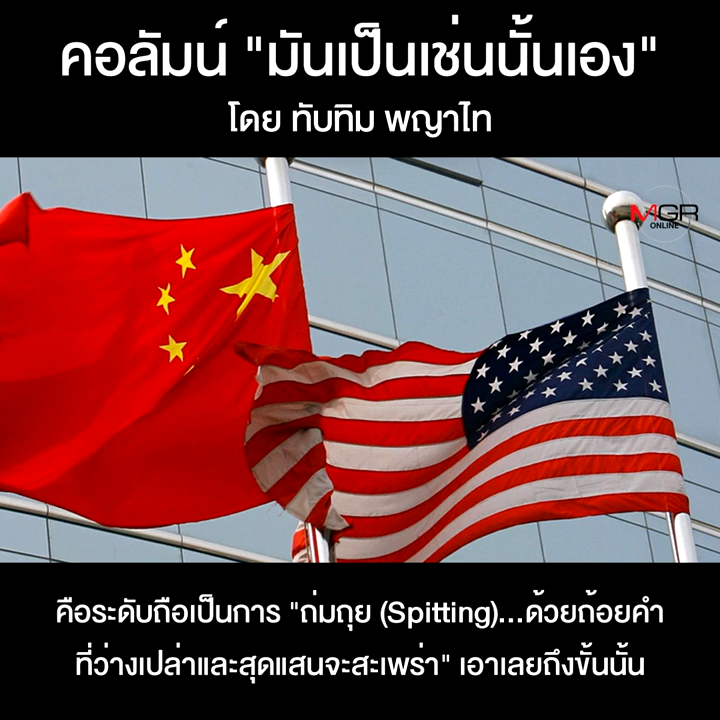 คอลัมน์ "มันเป็นเช่นนั้นเอง"
โดย ทับทิม พญาไท
MGR
ONLINE
คือระดับถือเป็นการ "ถ่มถุย (Spitting)...ด้วยถ้อยคำ
ที่ว่างเปล่าและสุดแสนจะสะเพร่า" เอาเลยถึงขั้นนั้น